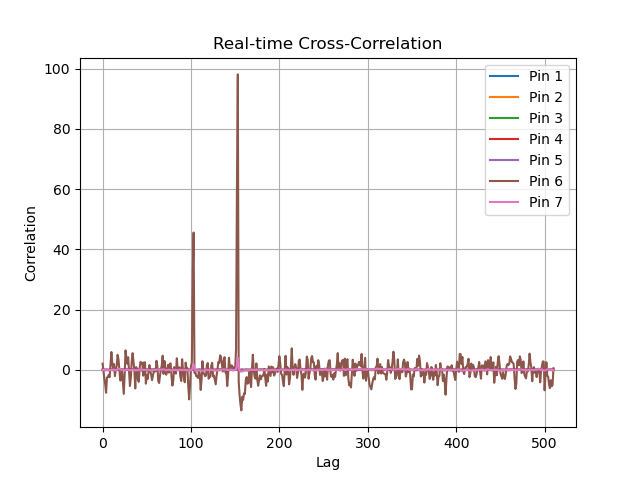 Real-time Cross-Correlation
100
80
60
40
20
0
Correlation
0 100 200 300 400 500
Lag
Pin 1
Pin 2
Pin 3
Pin 4
Pin 5
Pin 6
Pin 7